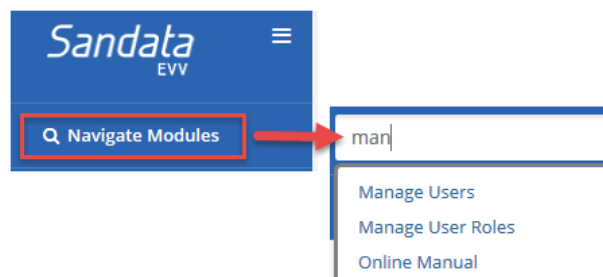 Sandata
EVV
Navigate Modules
man
Manage Users
Manage User Roles
Online Manual